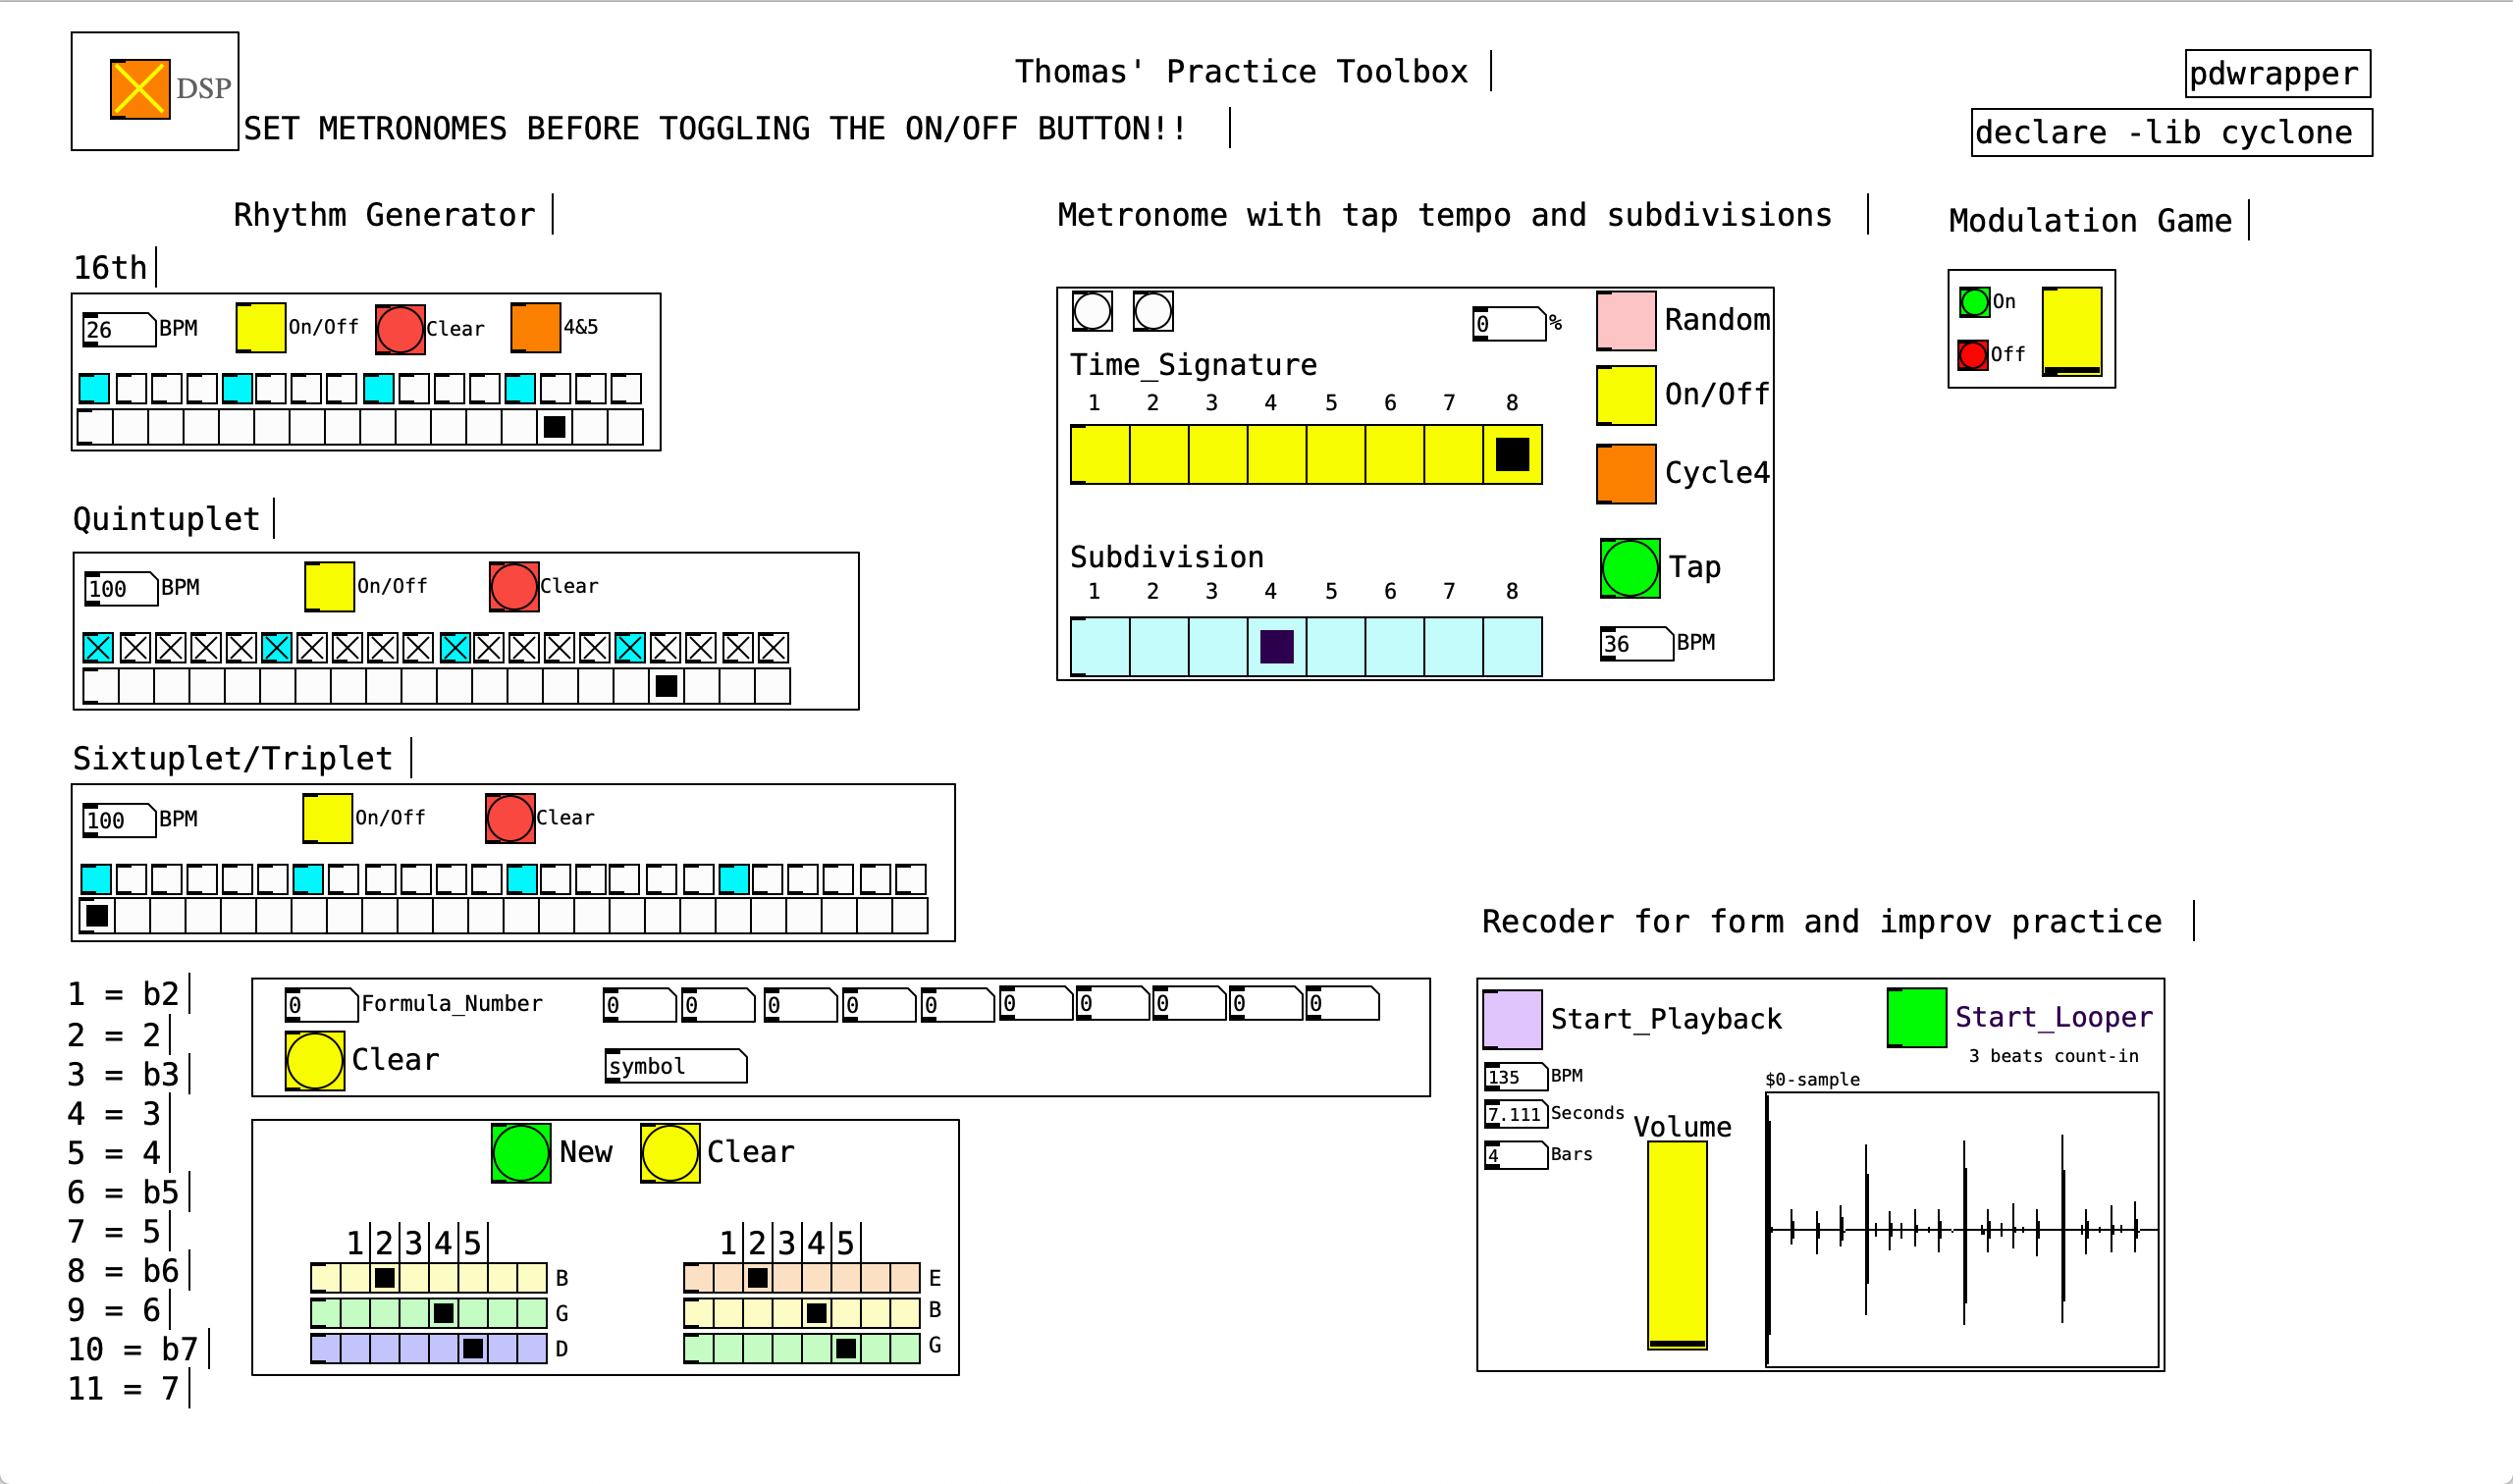 DSP
Thomas' Practice Toolbox
pdwrapper
SET METRONOMES BEFORE TOGGLING THE ON/OFF BUTTON!!
declare -lib cyclone
Rhythm Generator
16th
26 BPM On/Off Clear 4&5
Quintuplet
100 BPM On/Off Clear
Sixtuplet/Triplet
100 BPM On/Off Clear
Metronome with tap tempo and subdivisions
0 % Random
Time_Signature
On/Off
1 2 3 4 5 6 7 8
Cycle4
Subdivision
Tap
1 2 3 4 5 6 7 8
36 BPM
Modulation Game
On
Off
1 = b2
2 = 2
3 = b3
4 = 3
5 = 4
6 = b5
7 = 5
8 = b6
9 = 6
10 = b7
11 = 7
0 Formula_Number 0 0 0 0 0 0 0 0 0 0
Clear symbol
New Clear
1 2 3 4 5
B
G
D
1 2 3 4 5
E
B
G
Recoder for form and improv practice
Start_Playback Start_Looper
3 beats count-in
135 BPM
$0-sample
7.111 Seconds
Volume
4 Bars